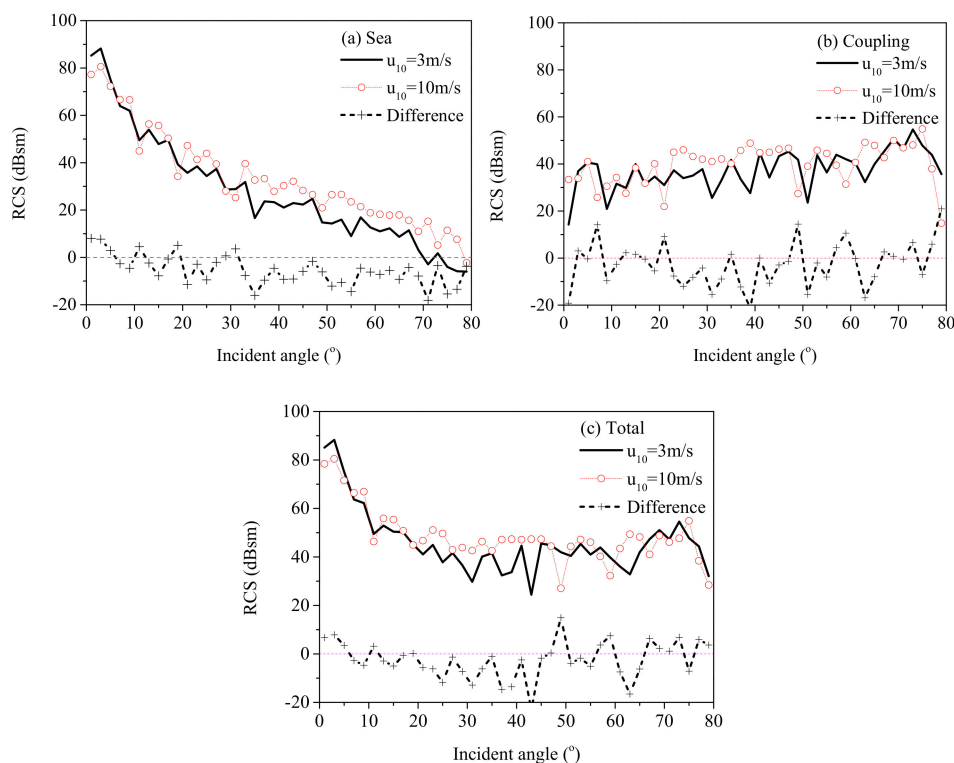 100
80
60
40
20
0
-20
RCS (dBsm)
(a) Sea
u10=3m/s
u10=10m/s
Difference
0 10 20 30 40 50 60 70 80
Incident angle (o)
100
80
60
40
20
0
-20
RCS (dBsm)
(b) Coupling
u10=3m/s
u10=10m/s
Difference
0 10 20 30 40 50 60 70 80
Incident angle (o)
100
80
60
40
20
0
-20
RCS (dBsm)
(c) Total
u10=3m/s
u10=10m/s
Difference
0 10 20 30 40 50 60 70 80
Incident angle (o)